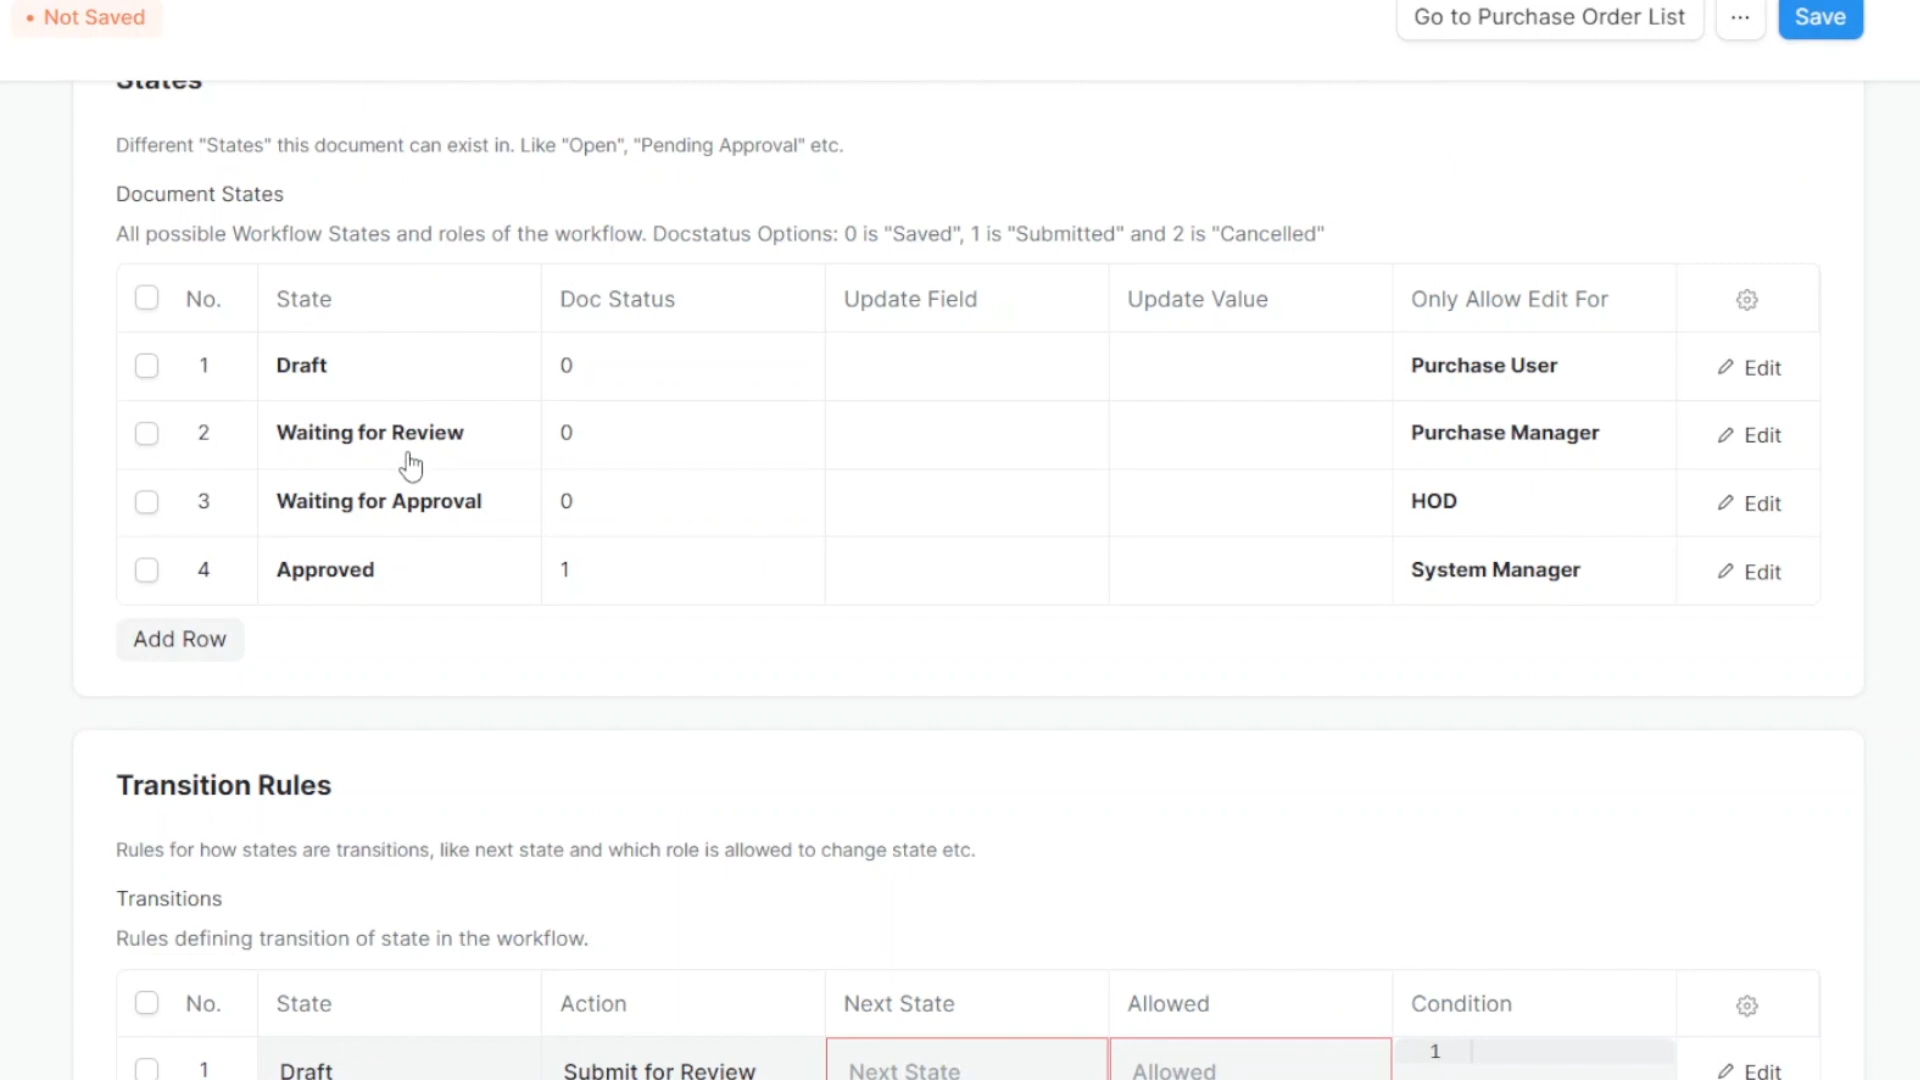 • Not Saved
Go to Purchase Order List
···
Save
States
Different "States" this document can exist in. Like "Open", "Pending Approval" etc.
Document States
All possible Workflow States and roles of the workflow. Docstatus Options: 0 is "Saved", 1 is "Submitted" and 2 is "Cancelled"
No. State Doc Status Update Field Update Value Only Allow Edit For
1 Draft 0 Purchase User Edit
2 Waiting for Review 0 Purchase Manager Edit
3 Waiting for Approval 0 HOD Edit
4 Approved 1 System Manager Edit
Add Row
Transition Rules
Rules for how states are transitions, like next state and which role is allowed to change state etc.
Transitions
Rules defining transition of state in the workflow.
No. State Action Next State Allowed Condition
1 Draft Submit for Review Next State Allowed 1 Edit